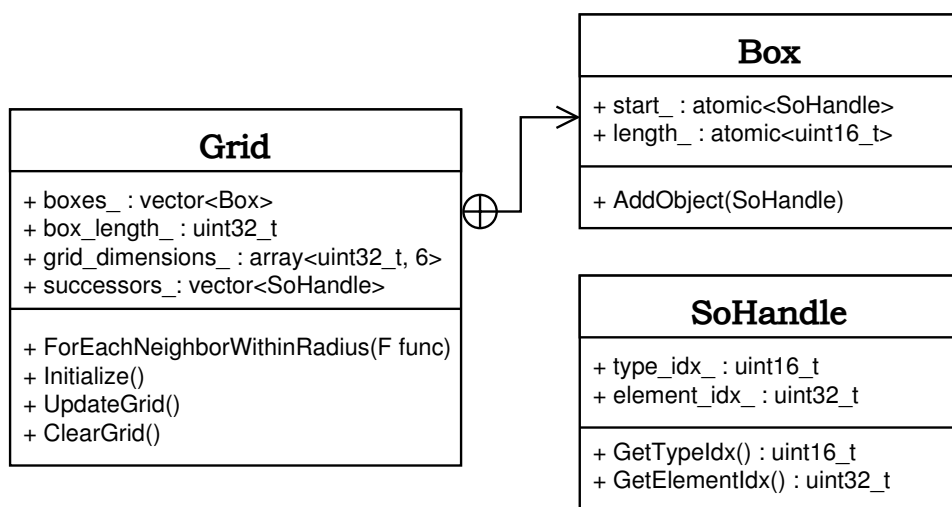 Grid
+ boxes_ : vector<Box>
+ box_length_ : uint32_t
+ grid_dimensions_ : array<uint32_t, 6>
+ successors_: vector<SoHandle>
+ ForEachNeighborWithinRadius(F func)
+ Initialize()
+ UpdateGrid()
+ ClearGrid()
Box
+ start_ : atomic<SoHandle>
+ length_ : atomic<uint16_t>
+ AddObject(SoHandle)
SoHandle
+ type_idx_ : uint16_t
+ element_idx_ : uint32_t
+ GetTypeIdx() : uint16_t
+ GetElementIdx() : uint32_t